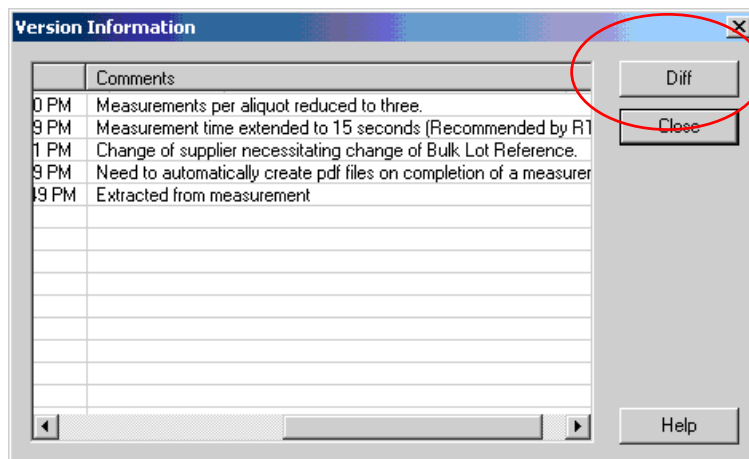 Version Information
Comments
Diff
0 PM Measurements per aliquot reduced to three.
9 PM Measurement time extended to 15 seconds (Recommended by RT
Close
1 PM Change of supplier necessitating change of Bulk Lot Reference.
9 PM Need to automatically create pdf files on completion of a measurer
49 PM Extracted from measurement
Help